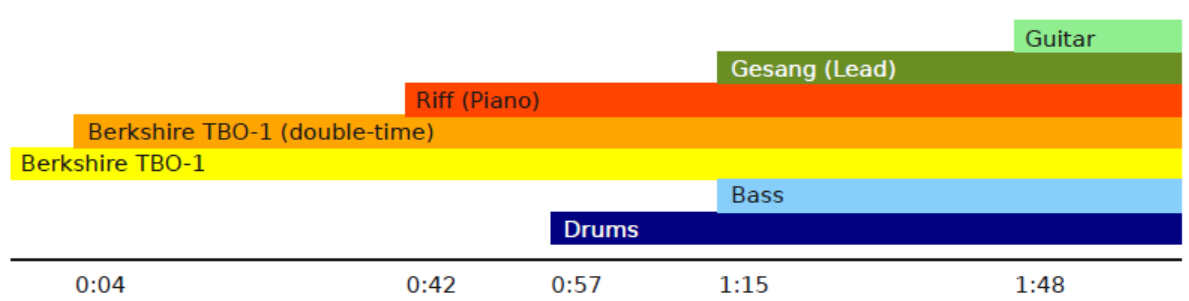 Guitar
Gesang (Lead)
Riff (Piano)
Berkshire TBO-1 (double-time)
Berkshire TBO-1
Bass
Drums
0:04 0:42 0:57 1:15 1:48